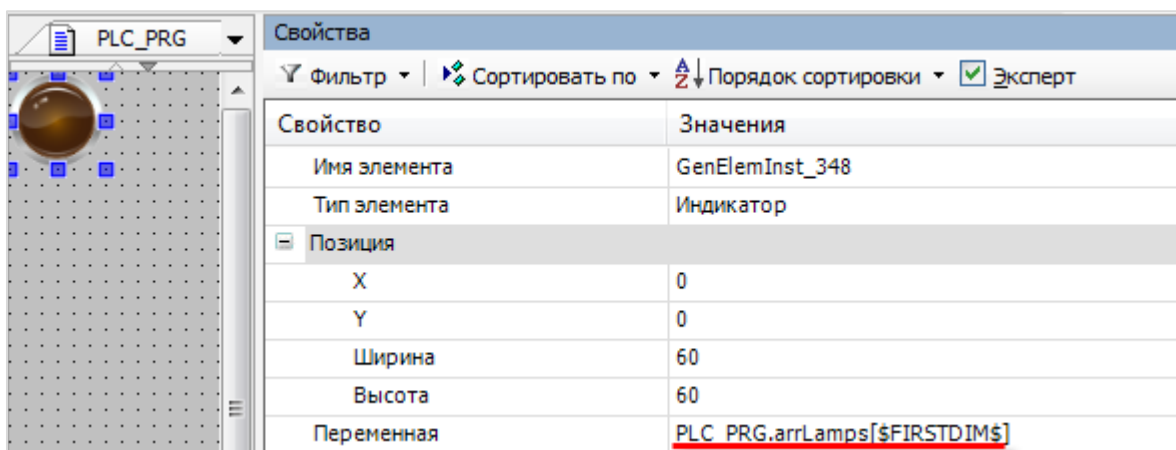 PLC_PRG
Свойства
Фильтр Сортировать по Порядок сортировки Эксперт
Свойство Значения
Имя элемента GenElemInst_348
Тип элемента Индикатор
Позиция
X 0
Y 0
Ширина 60
Высота 60
Переменная PLC_PRG.arrLamps[$FIRSTDIM$]